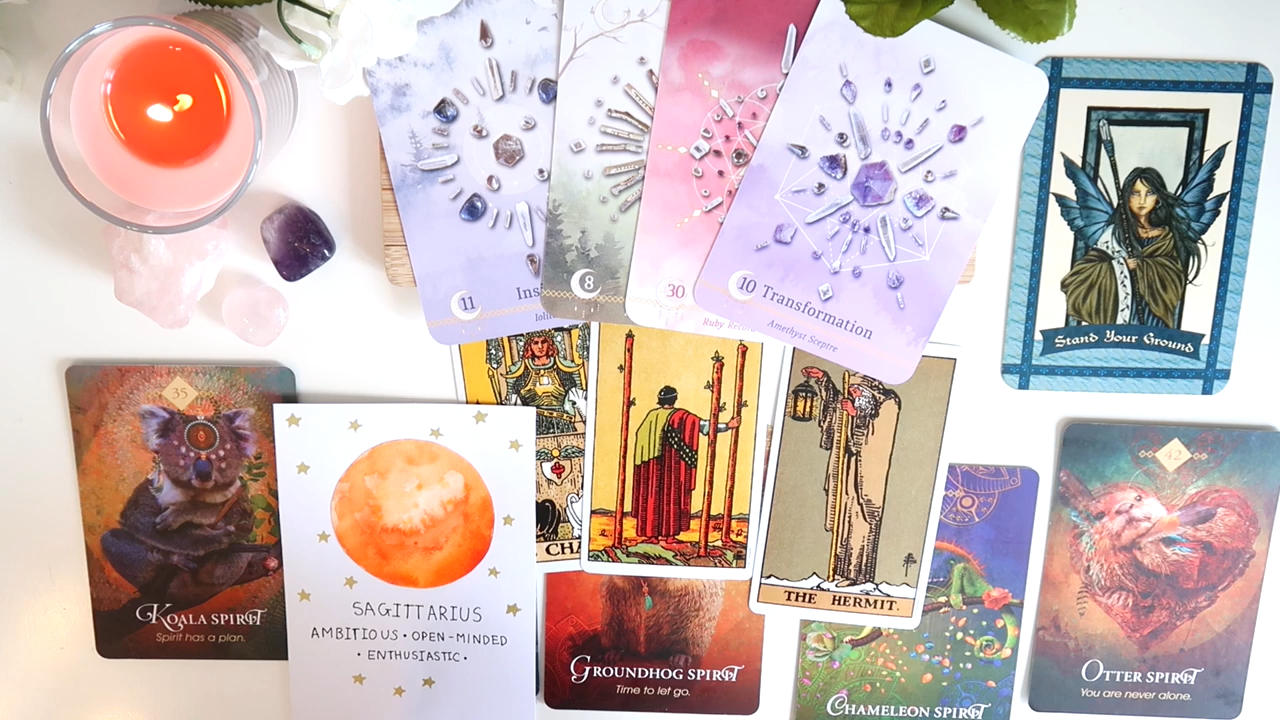 11
8
30
10 Transformation
Amethyst Sceptre
Stand Your Ground
35
KOALA SPIRIT
Spirit has a plan.
SAGITTARIUS
AMBITIOUS • OPEN-MINDED
• ENTHUSIASTIC •
THE HERMIT.
GROUNDHOG SPIRIT
Time to let go.
CHAMELEON SPIRIT
42
OTTER SPIRIT
You are never alone.